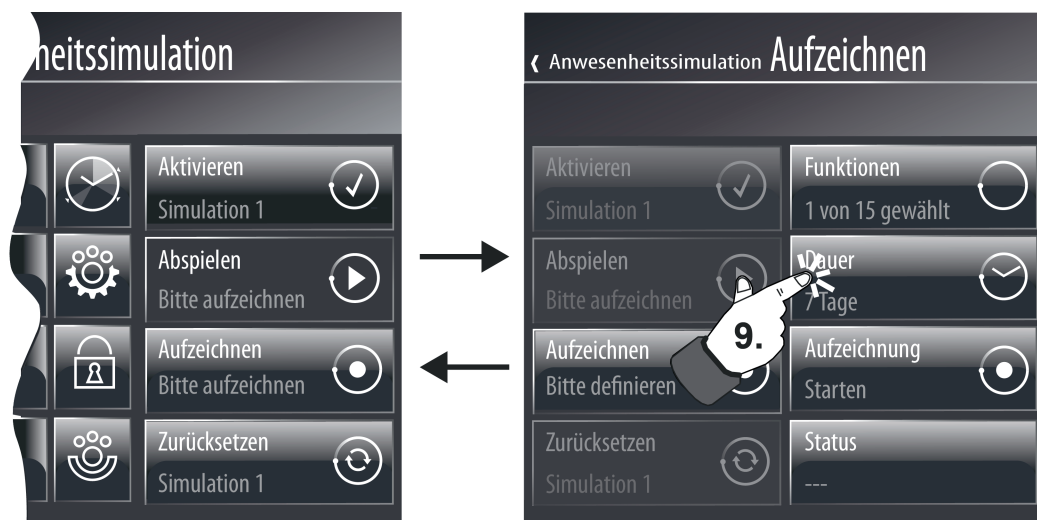 heitssimulation
Aktivieren
Simulation 1
Abspielen
Bitte aufzeichnen
Aufzeichnen
Bitte aufzeichnen
Zurücksetzen
Simulation 1
‹ Anwesenheitssimulation Aufzeichnen
Aktivieren
Simulation 1
Abspielen
Bitte aufzeichnen
Aufzeichnen
Bitte definieren
Zurücksetzen
Simulation 1
Funktionen
1 von 15 gewählt
Dauer
7 Tage
9.
Aufzeichnung
Starten
Status
---